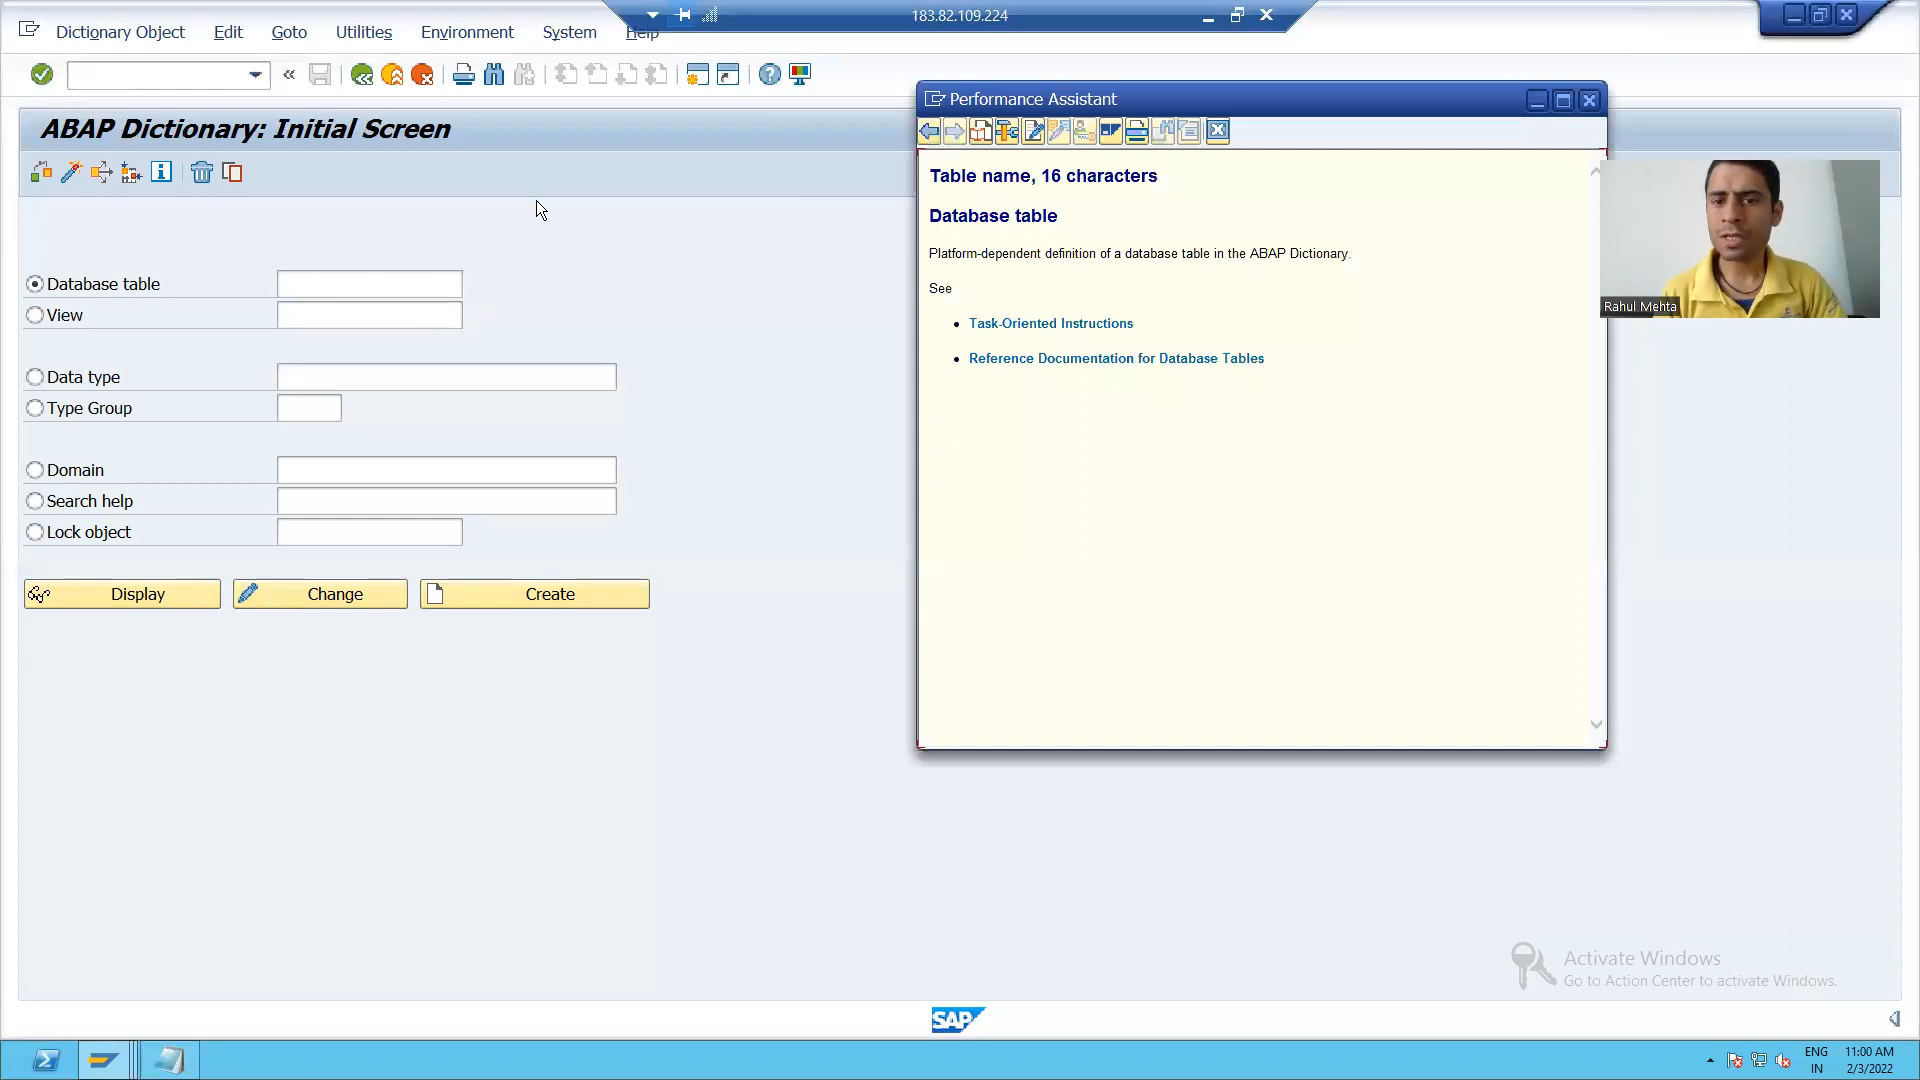 183.82.109.224
Dictionary Object Edit Goto Utilities Environment System Help
ABAP Dictionary: Initial Screen
Performance Assistant
Table name, 16 characters
Database table
Platform-dependent definition of a database table in the ABAP Dictionary.
See
• Task-Oriented Instructions
• Reference Documentation for Database Tables
Rahul Mehta
Database table
View
Data type
Type Group
Domain
Search help
Lock object
Display Change Create
Activate Windows
Go to Action Center to activate Windows.
SAP
ENG 11:00 AM
IN 2/3/2022